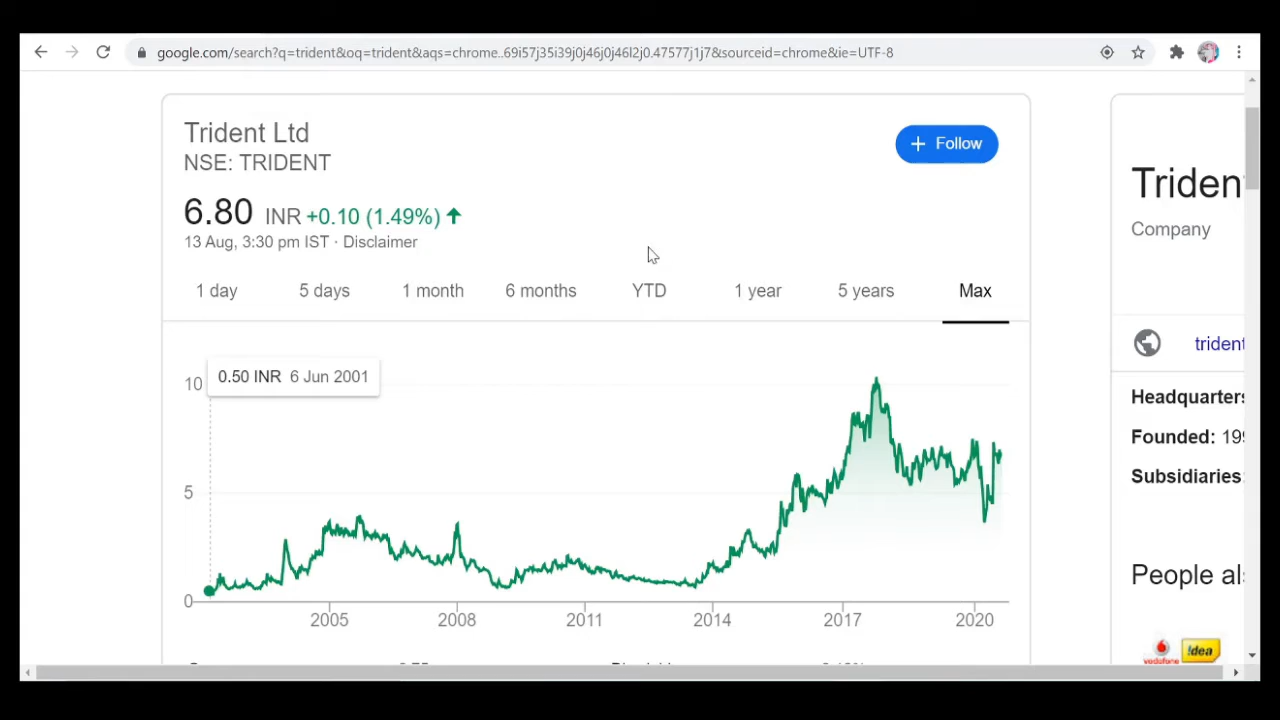 google.com/search?q=trident&oq=trident&aqs=chrome..69i57j35i39j0j46j0j46l2j0.47577j1j7&sourceid=chrome&ie=UTF-8
Trident Ltd
NSE: TRIDENT
+ Follow
6.80 INR +0.10 (1.49%)
13 Aug, 3:30 pm IST · Disclaimer
1 day 5 days 1 month 6 months YTD 1 year 5 years Max
0.50 INR 6 Jun 2001
10
5
0
2005 2008 2011 2014 2017 2020
Triden
Company
trident
Headquarters
Founded: 199
Subsidiaries
People al
vodafone !dea